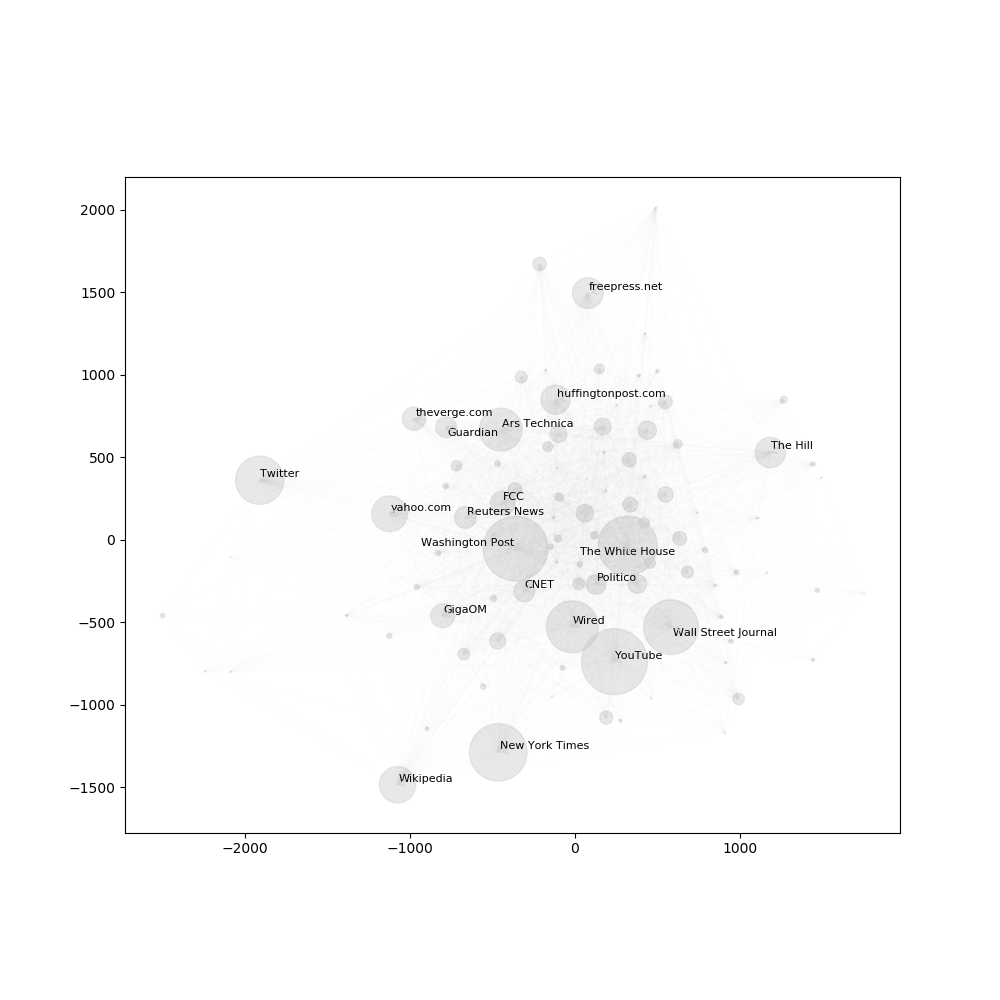 2000
1500
1000
500
0
−500
−1000
−1500
−2000
−1000
0
1000
freepress.net
huffingtonpost.com
theverge.com
Ars Technica
Guardian
The Hill
Twitter
FCC
yahoo.com
Reuters News
Washington Post
The White House
Politico
CNET
GigaOM
Wired
Wall Street Journal
YouTube
New York Times
Wikipedia